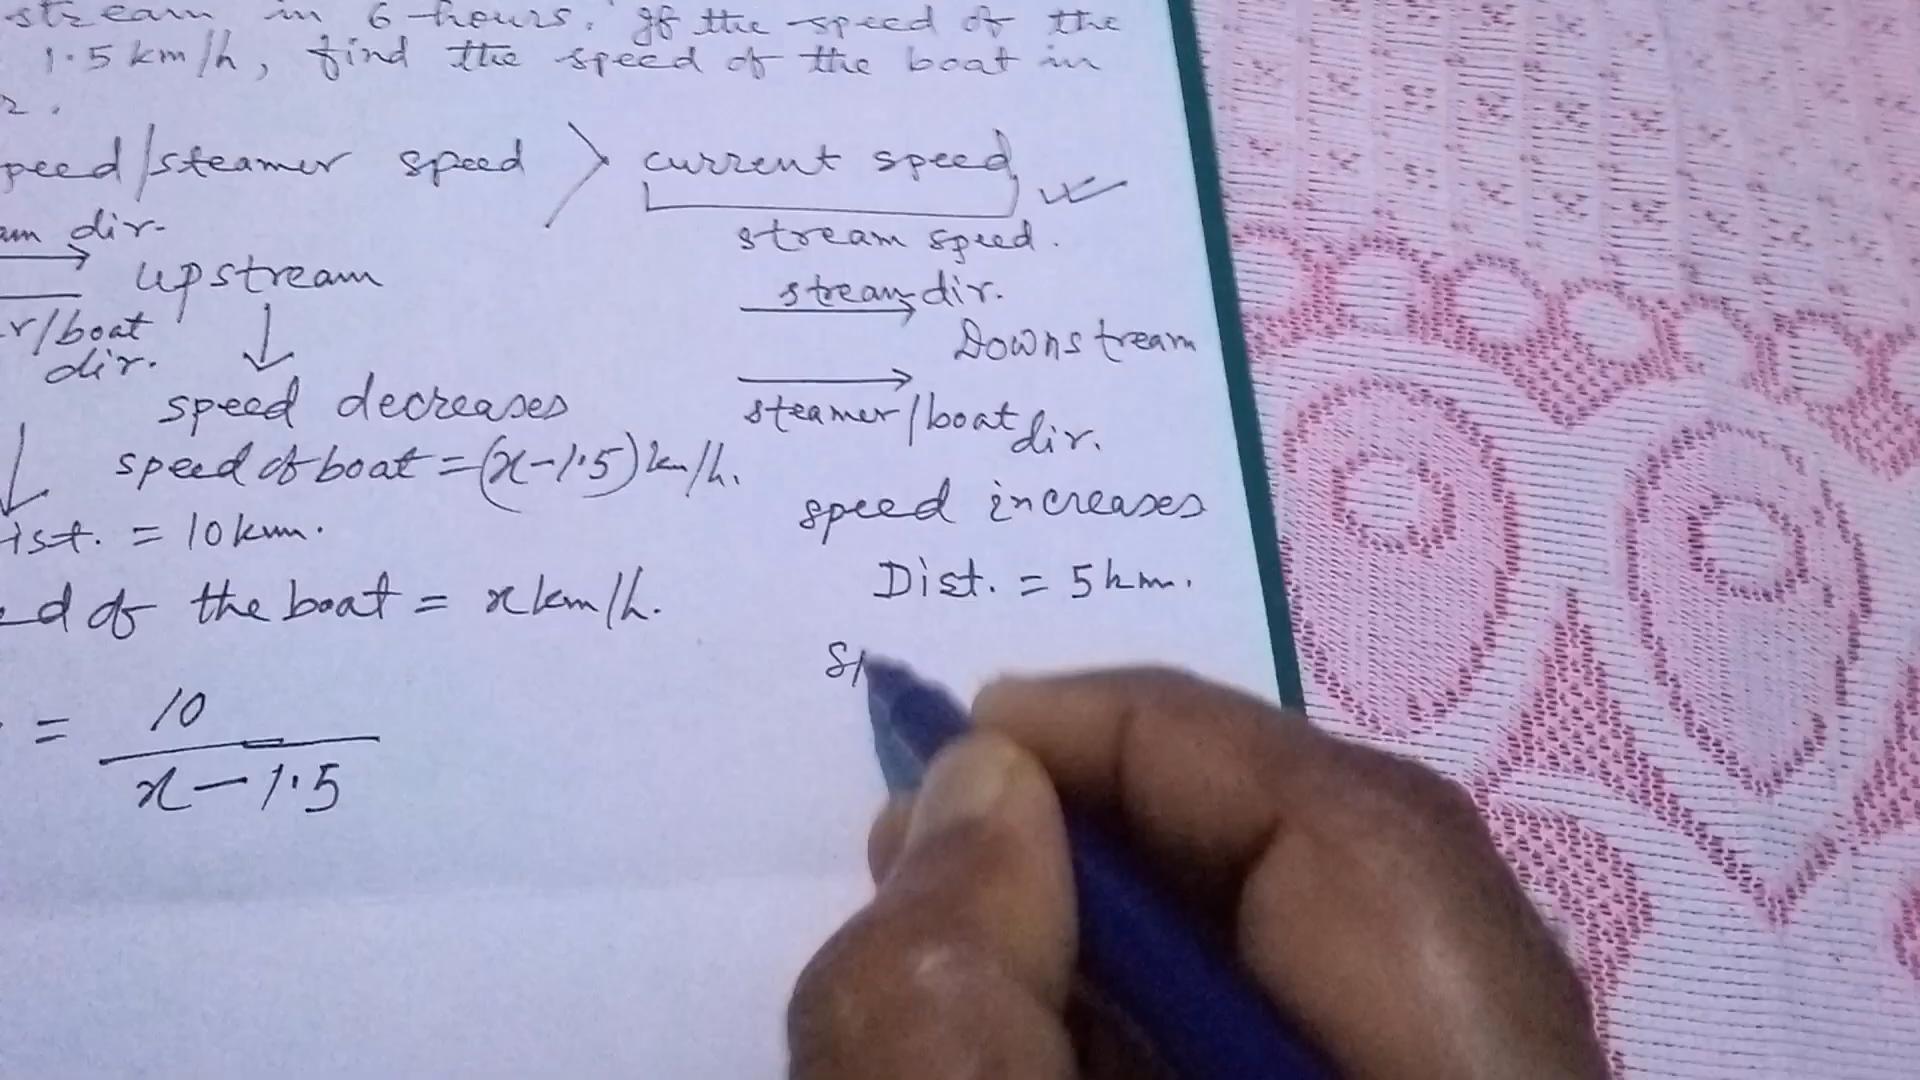 stream in 6 hours. If the speed of the
1.5 km/h, find the speed of the boat in
peed/steamer speed > current speed
dir.
stream speed.
upstream
stream dir.
r/boat
dir.
Downstream
speed decreases
steamer/boat dir.
speed of boat = (x-1.5) km/h.
speed increases
ist. = 10 km.
Dist. = 5 km.
ed of the boat = x km/h.
Sp
= 10
x - 1.5